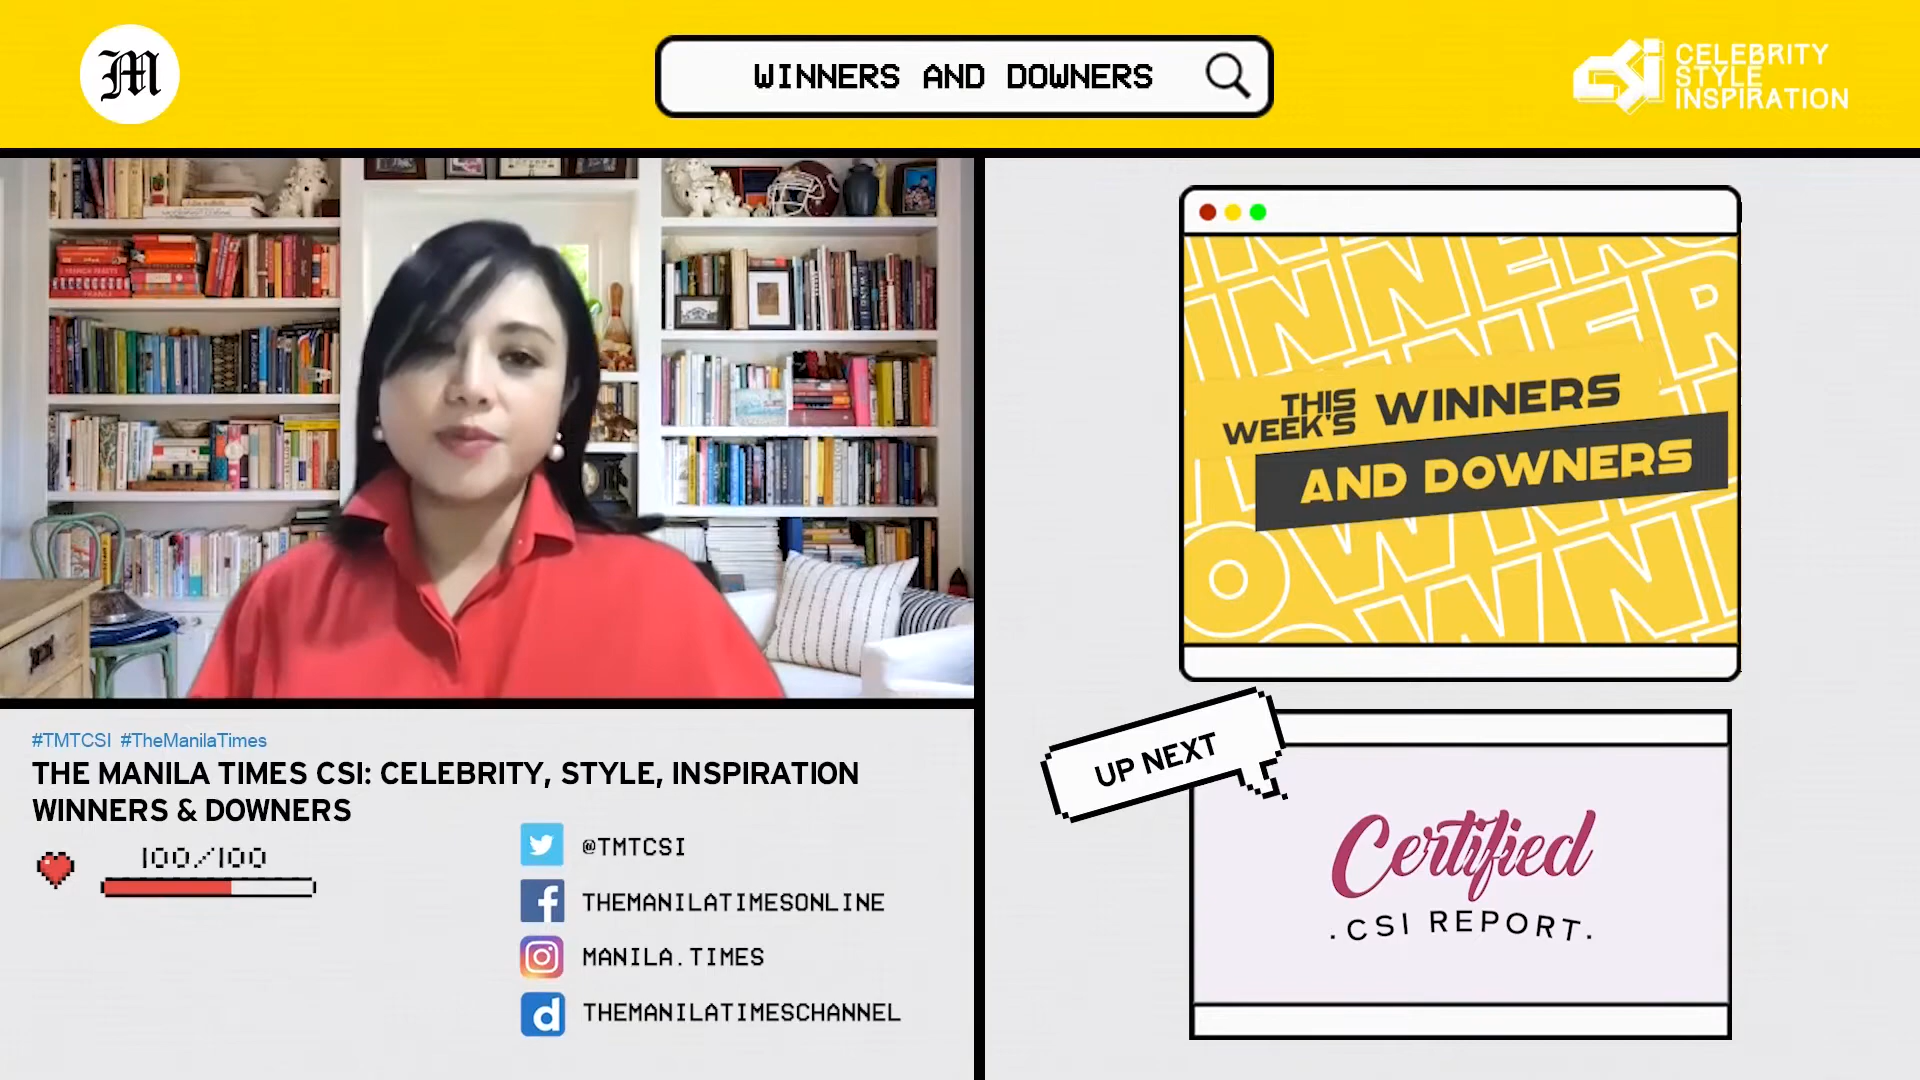 M
WINNERS AND DOWNERS
CSI
CELEBRITY
STYLE
INSPIRATION
THIS
WEEK'S
WINNERS
AND DOWNERS
#TMTCSI #TheManilaTimes
THE MANILA TIMES CSI: CELEBRITY, STYLE, INSPIRATION
WINNERS & DOWNERS
100/100
@TMTCSI
THEMANILATIMESONLINE
MANILA.TIMES
THEMANILATIMESCHANNEL
UP NEXT
Certified
.CSI REPORT.